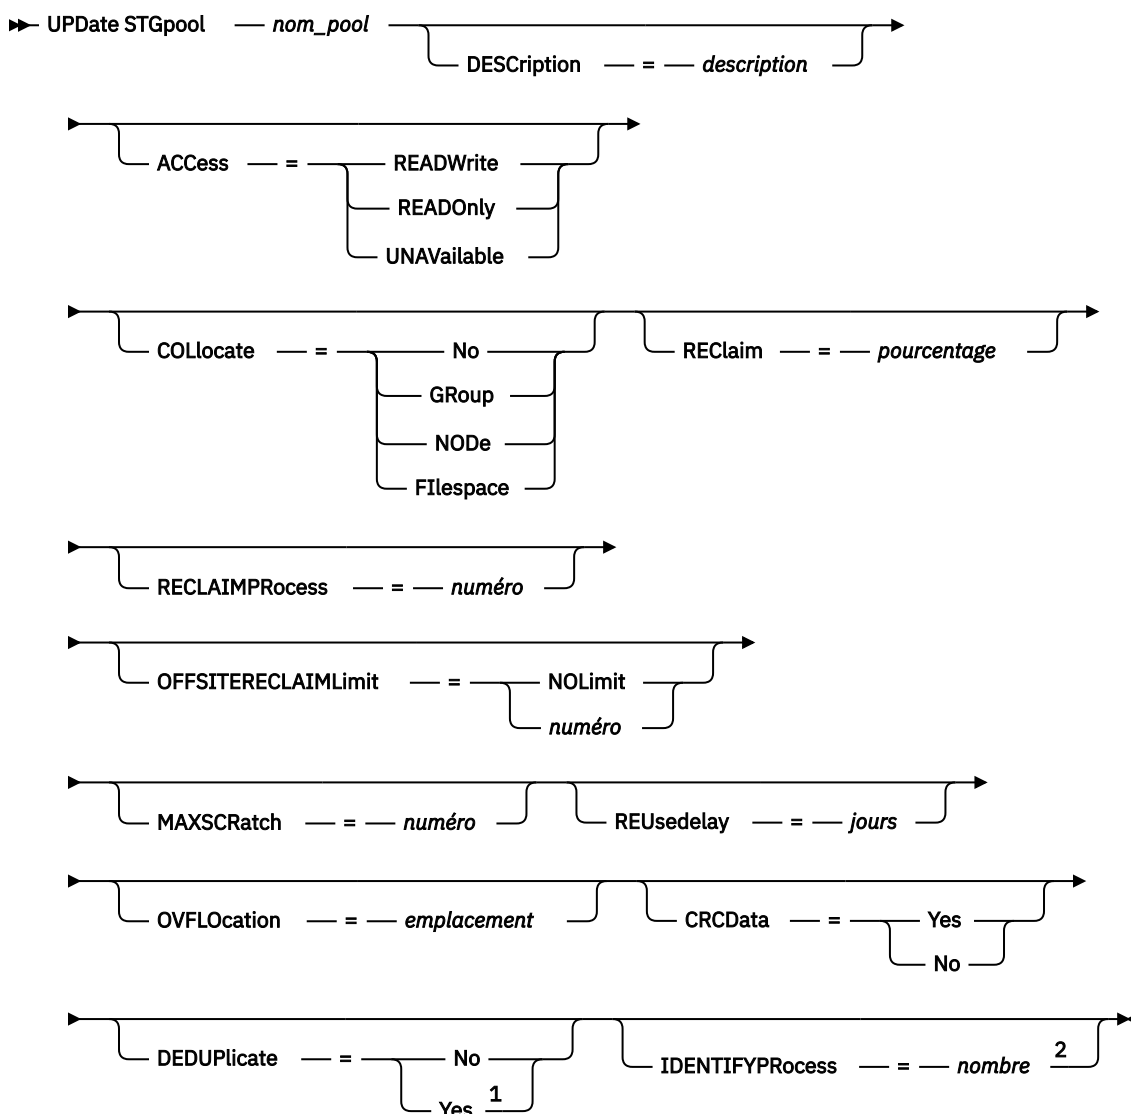 UPDate STGpool nom_pool
DESCription = description
ACCess = READWrite
READOnly
UNAVailable
COLlocate = No
GRoup
NODe
FIlespace
REClaim = pourcentage
RECLAIMPRocess = numéro
OFFSITERECLAIMLimit = NOLimit
numéro
MAXSCRatch = numéro
REUsedelay = jours
OVFLOcation = emplacement
CRCData = Yes
No
DEDUPlicate = No
Yes 1
IDENTIFYPRocess = nombre 2